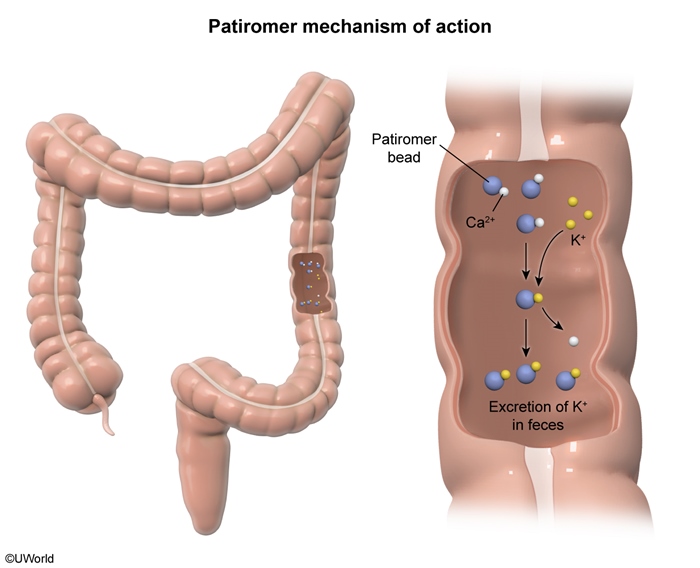 Patiromer mechanism of action
Patiromer
bead
Ca²⁺
K⁺
Excretion of K⁺
in feces
©UWorld